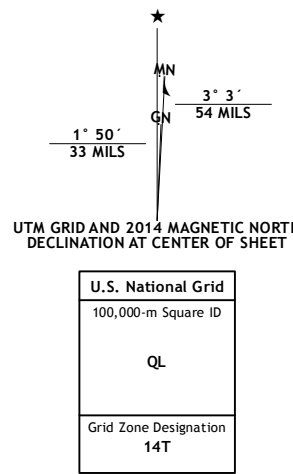 ★
MN
GN
3° 3´
54 MILS
1° 50´
33 MILS
UTM GRID AND 2014 MAGNETIC NORTH
DECLINATION AT CENTER OF SHEET
U.S. National Grid
100,000-m Square ID
QL
Grid Zone Designation
14T